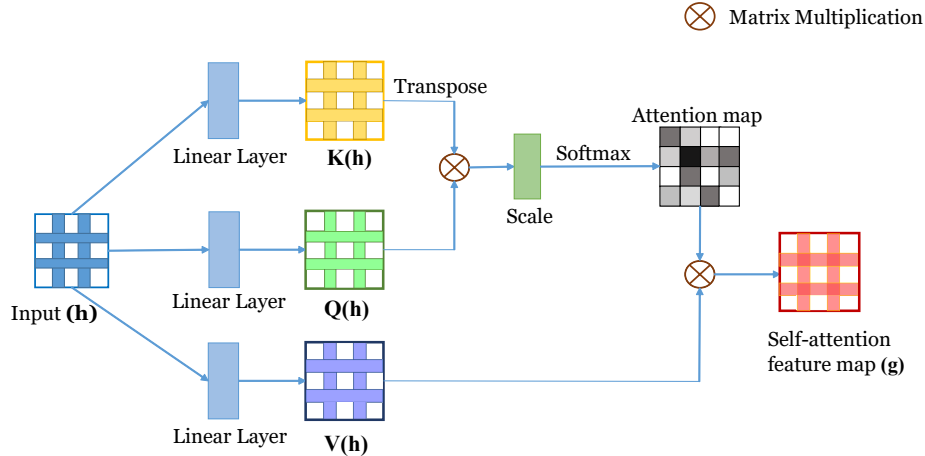 Matrix Multiplication
Transpose
Attention map
Linear Layer
K(h)
Softmax
Scale
Input (h)
Linear Layer
Q(h)
Self-attention
feature map (g)
Linear Layer
V(h)